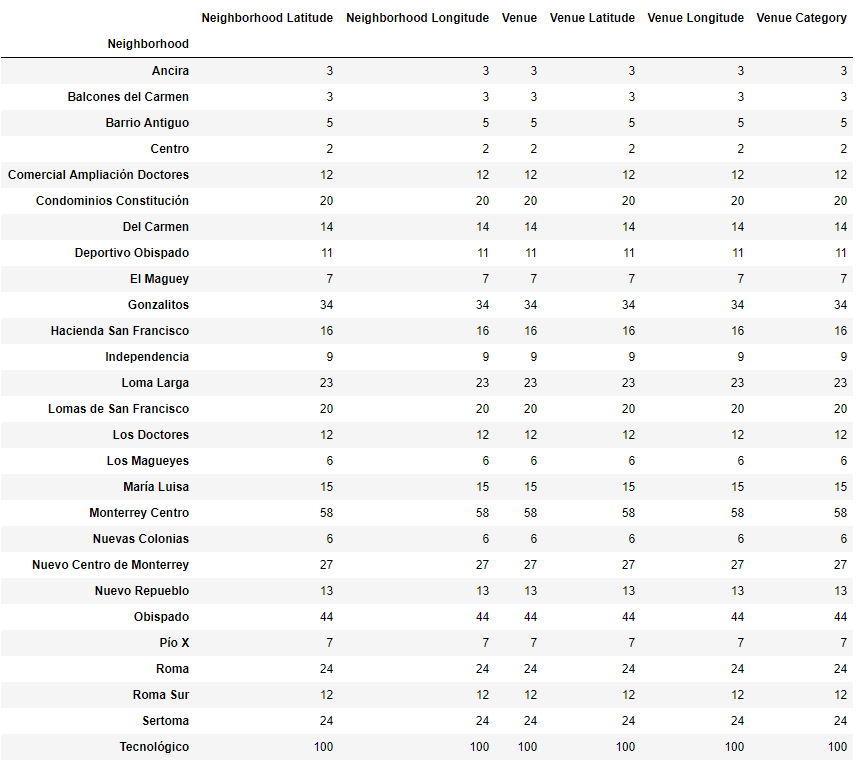 Neighborhood Latitude Neighborhood Longitude Venue Venue Latitude Venue Longitude Venue Category
Neighborhood
Ancira 3 3 3 3 3 3
Balcones del Carmen 3 3 3 3 3 3
Barrio Antiguo 5 5 5 5 5 5
Centro 2 2 2 2 2 2
Comercial Ampliación Doctores 12 12 12 12 12 12
Condominios Constitución 20 20 20 20 20 20
Del Carmen 14 14 14 14 14 14
Deportivo Obispado 11 11 11 11 11 11
El Maguey 7 7 7 7 7 7
Gonzalitos 34 34 34 34 34 34
Hacienda San Francisco 16 16 16 16 16 16
Independencia 9 9 9 9 9 9
Loma Larga 23 23 23 23 23 23
Lomas de San Francisco 20 20 20 20 20 20
Los Doctores 12 12 12 12 12 12
Los Magueyes 6 6 6 6 6 6
María Luisa 15 15 15 15 15 15
Monterrey Centro 58 58 58 58 58 58
Nuevas Colonias 6 6 6 6 6 6
Nuevo Centro de Monterrey 27 27 27 27 27 27
Nuevo Repueblo 13 13 13 13 13 13
Obispado 44 44 44 44 44 44
Pío X 7 7 7 7 7 7
Roma 24 24 24 24 24 24
Roma Sur 12 12 12 12 12 12
Sertoma 24 24 24 24 24 24
Tecnológico 100 100 100 100 100 100